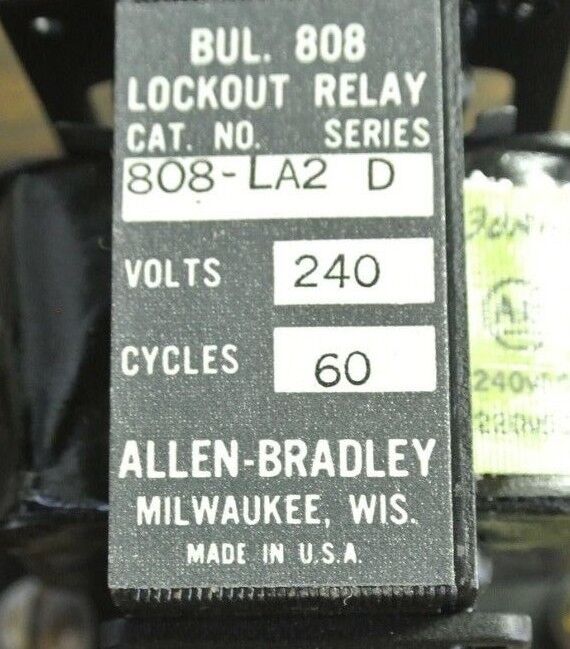 BUL. 808
LOCKOUT RELAY
CAT. NO. SERIES
808-LA2 D
VOLTS 240
CYCLES 60
ALLEN-BRADLEY
MILWAUKEE, WIS.
MADE IN U.S.A.